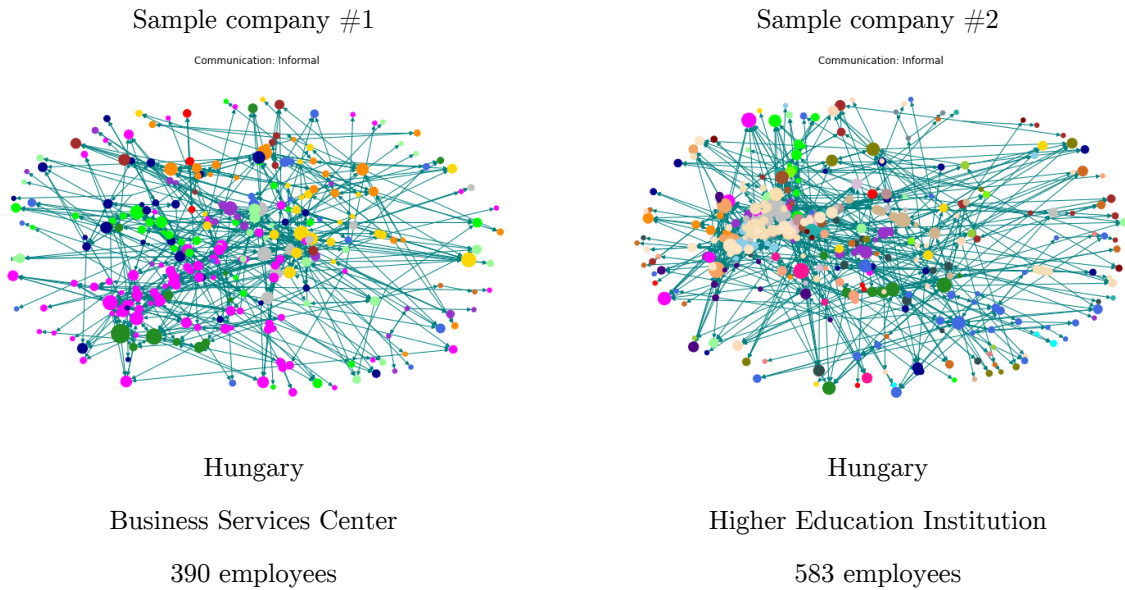 Sample company #1
Communication: Informal
Hungary
Business Services Center
390 employees
Sample company #2
Communication: Informal
Hungary
Higher Education Institution
583 employees